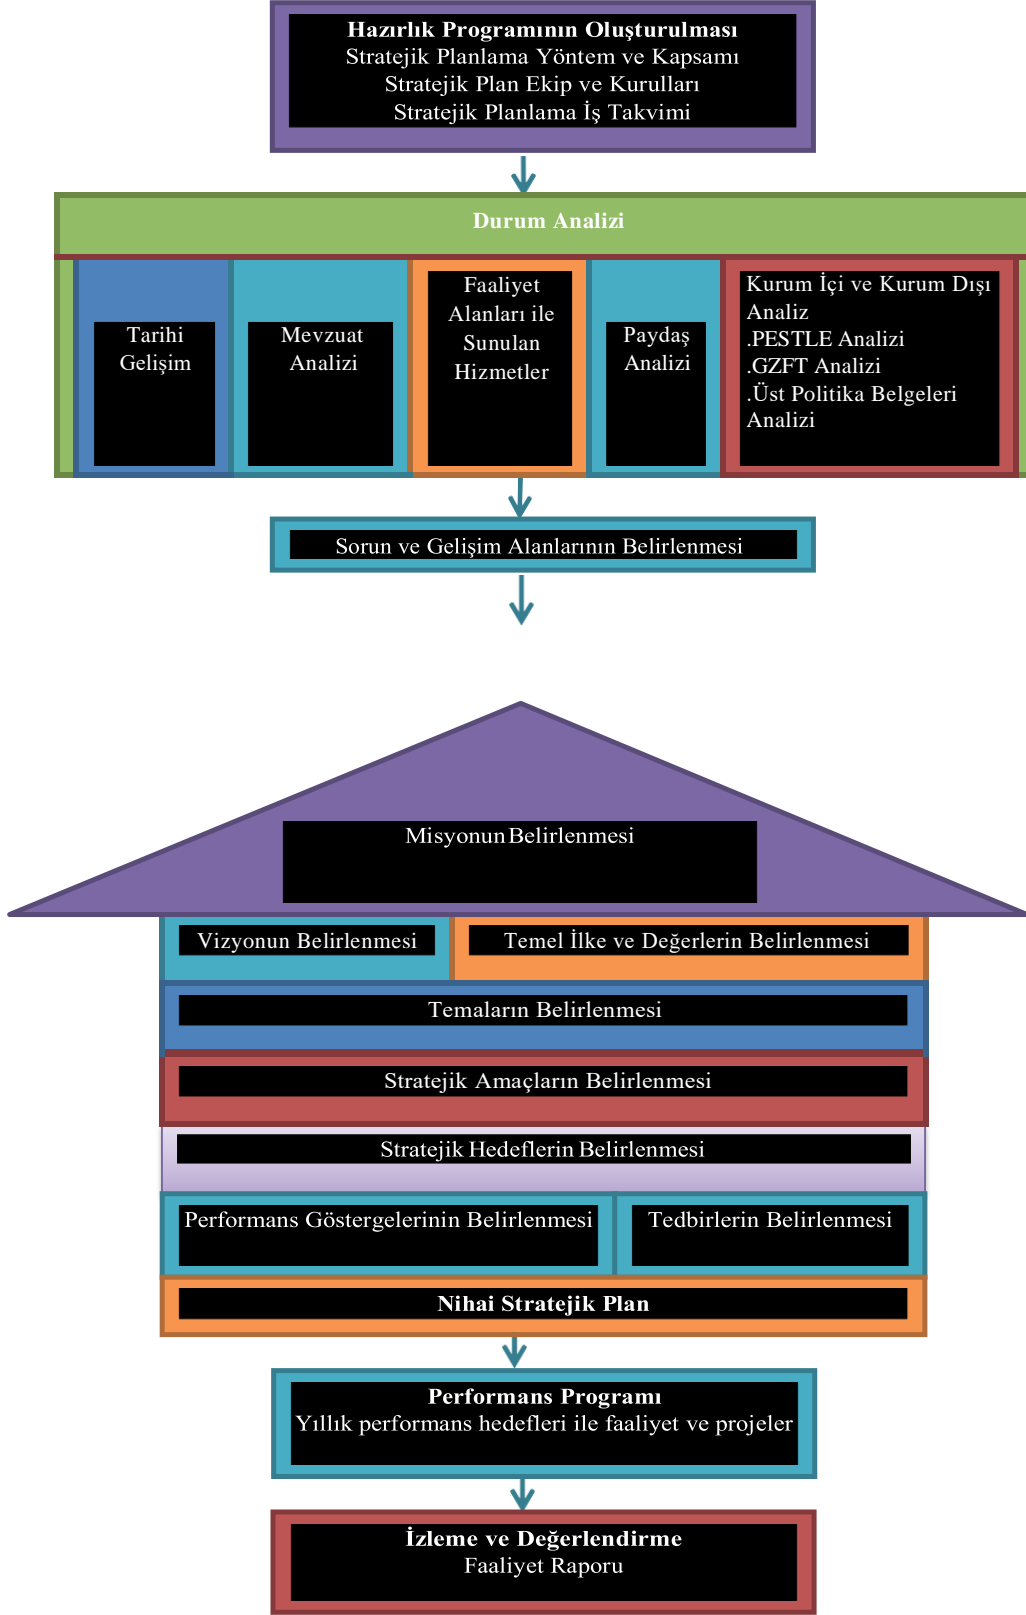 Hazırlık Programının Oluşturulması
Stratejik Planlama Yöntem ve Kapsamı
Stratejik Plan Ekip ve Kurulları
Stratejik Planlama İş Takvimi
Durum Analizi
Tarihi
Gelişim
Mevzuat
Analizi
Faaliyet
Alanları ile
Sunulan
Hizmetler
Paydaş
Analizi
Kurum İçi ve Kurum Dışı
Analiz
.PESTLE Analizi
.GZFT Analizi
.Üst Politika Belgeleri
Analizi
Sorun ve Gelişim Alanlarının Belirlenmesi
Misyonun Belirlenmesi
Vizyonun Belirlenmesi
Temel İlke ve Değerlerin Belirlenmesi
Temaların Belirlenmesi
Stratejik Amaçların Belirlenmesi
Stratejik Hedeflerin Belirlenmesi
Performans Göstergelerinin Belirlenmesi
Tedbirlerin Belirlenmesi
Nihai Stratejik Plan
Performans Programı
Yıllık performans hedefleri ile faaliyet ve projeler
İzleme ve Değerlendirme
Faaliyet Raporu